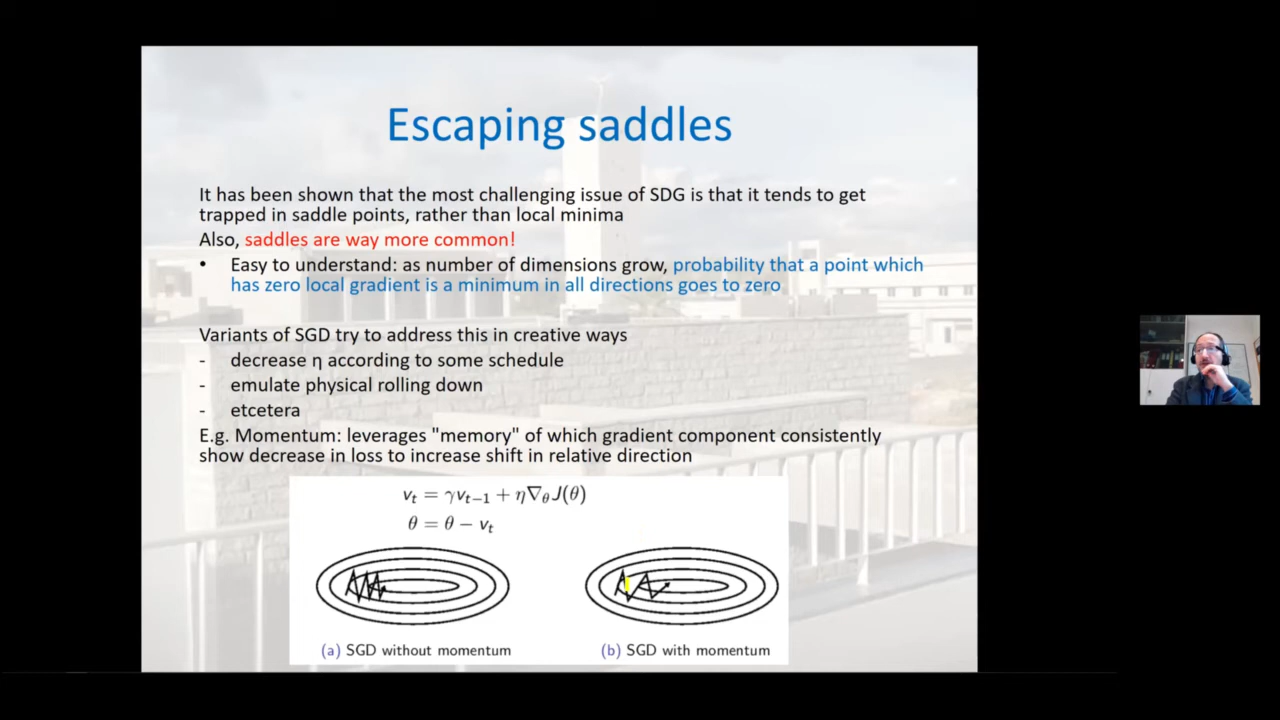 Escaping saddles
It has been shown that the most challenging issue of SDG is that it tends to get
trapped in saddle points, rather than local minima
Also, saddles are way more common!
• Easy to understand: as number of dimensions grow, probability that a point which
has zero local gradient is a minimum in all directions goes to zero
Variants of SGD try to address this in creative ways
- decrease η according to some schedule
- emulate physical rolling down
- etcetera
E.g. Momentum: leverages "memory" of which gradient component consistently
show decrease in loss to increase shift in relative direction
v_t = γv_{t−1} + η∇_θ J(θ)
θ = θ − v_t
(a) SGD without momentum
(b) SGD with momentum